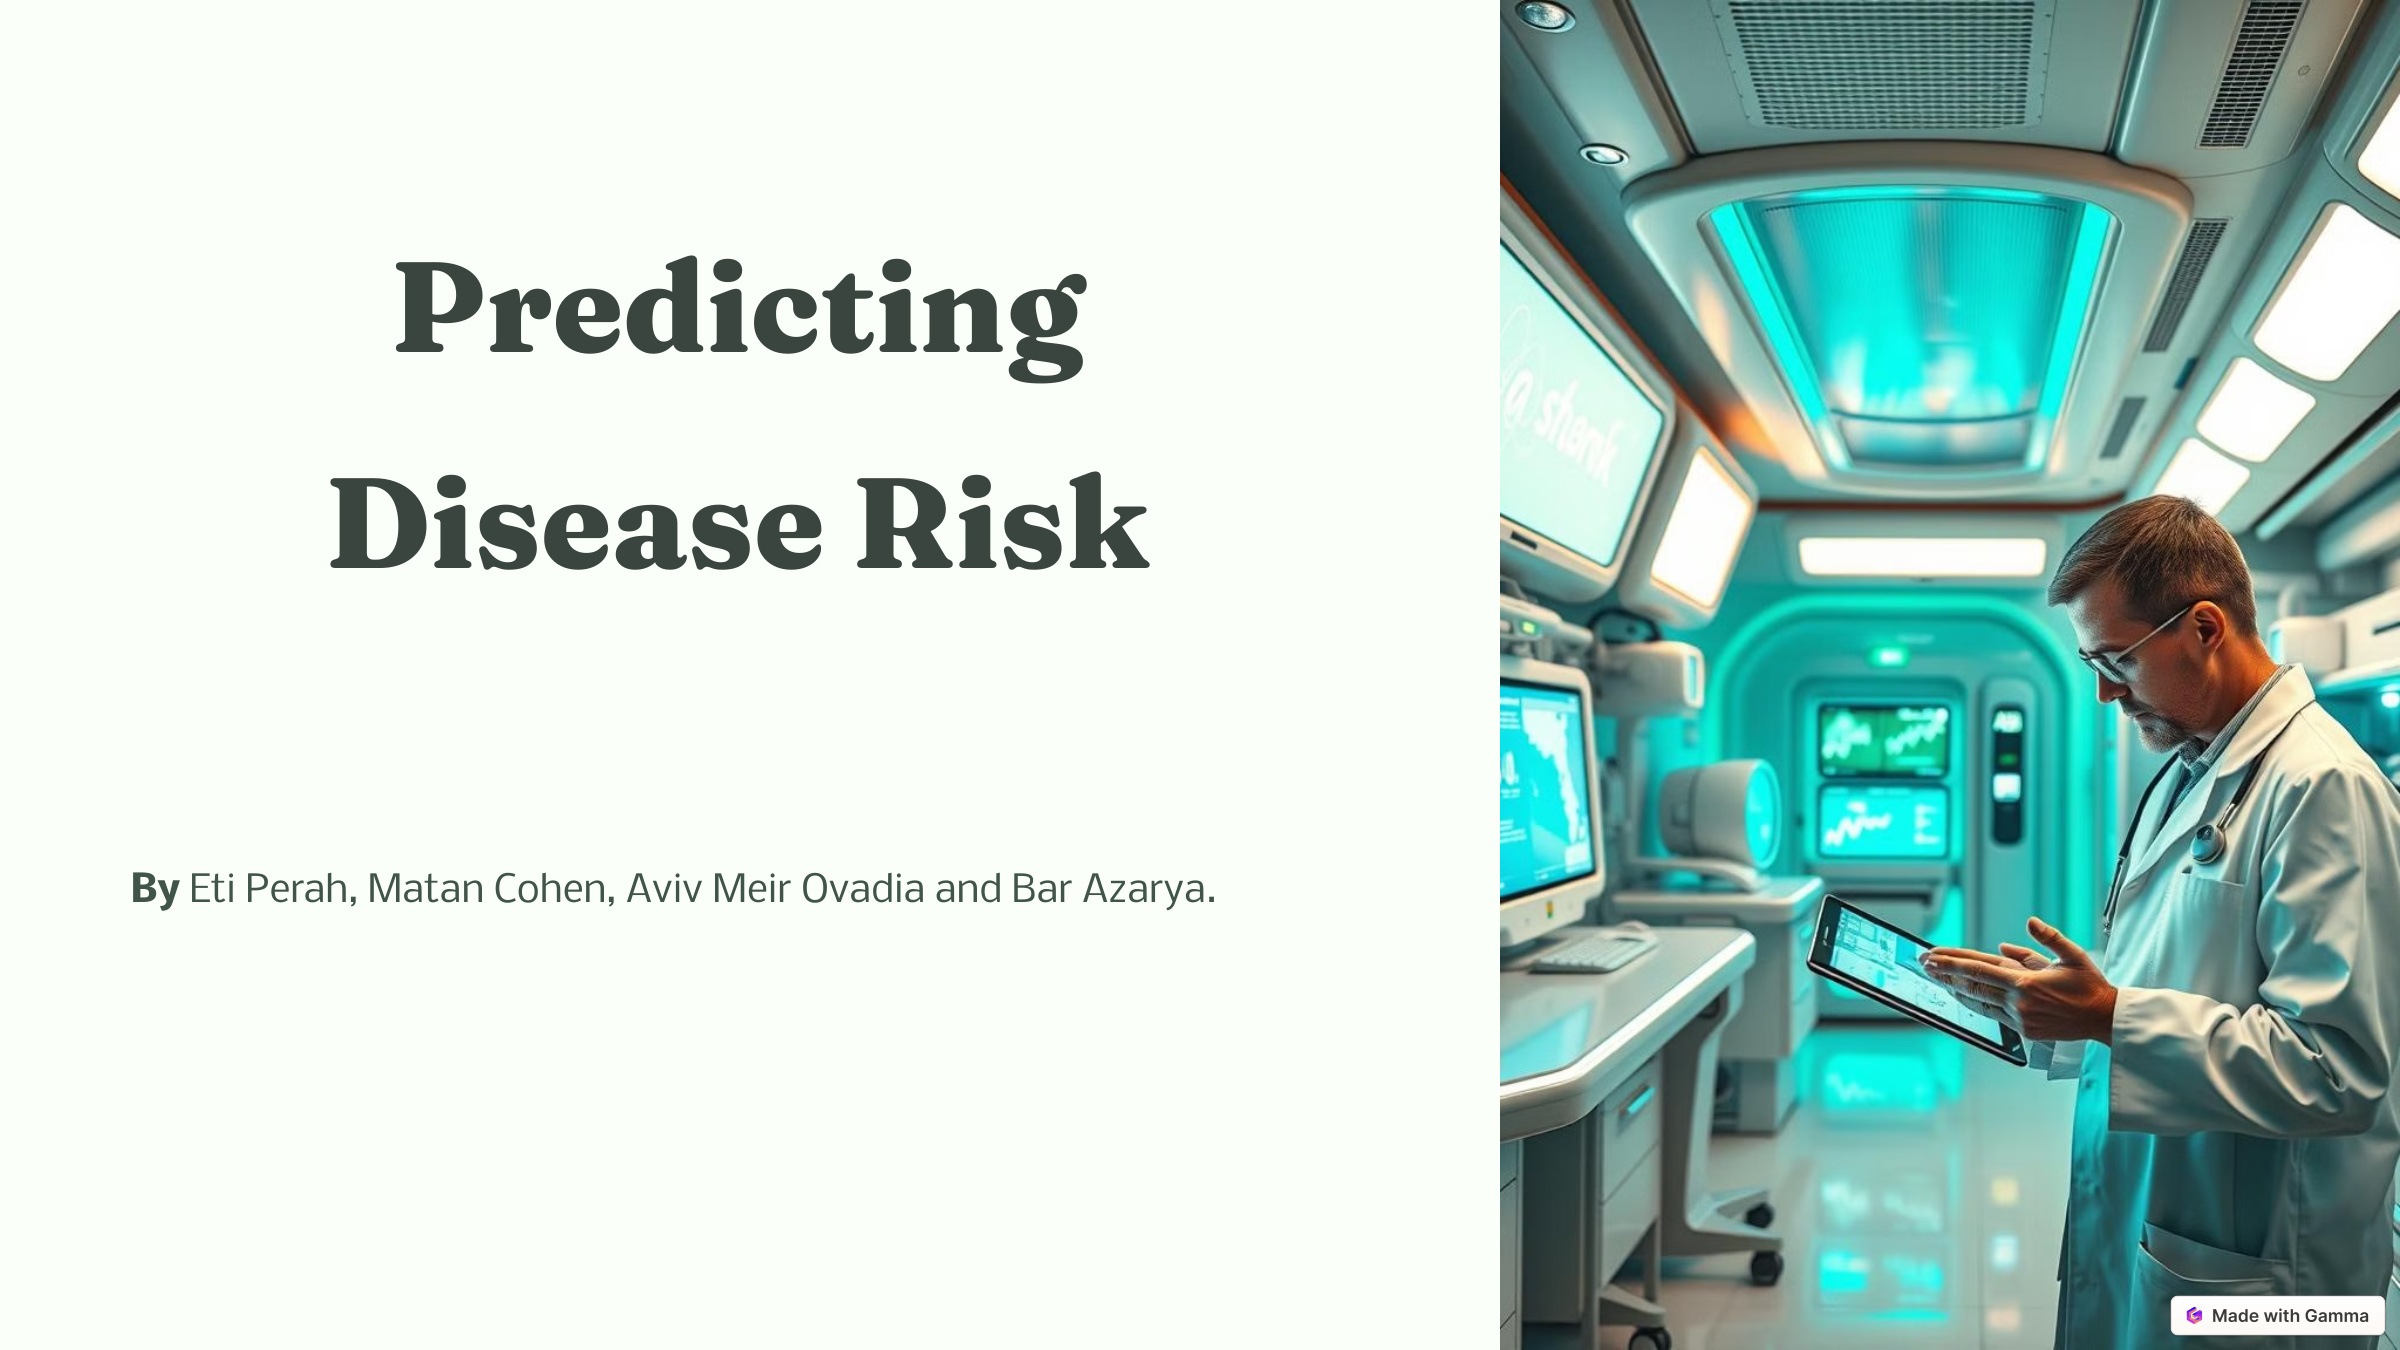 Predicting
Disease Risk
By Eti Perah, Matan Cohen, Aviv Meir Ovadia and Bar Azarya.
Made with Gamma